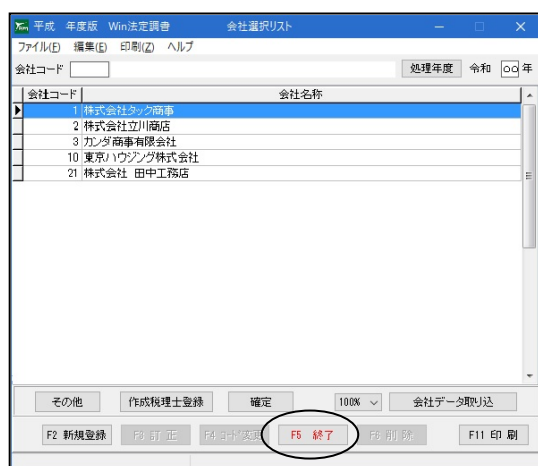 平成　年度版　Win法定調書　会社選択リスト
ファイル(F)　編集(E)　印刷(Z)　ヘルプ
会社コード　処理年度　令和　○○年
会社コード　会社名称
1 株式会社タック商事
2 株式会社立川商店
3 カンダ商事有限会社
10 東京ハウジング株式会社
21 株式会社 田中工務店
その他　作成税理士登録　確定　100%　会社データ取り込
F2 新規登録　F3 訂 正　F4 コード変更　F5 終了　F6 削 除　F11 印 刷